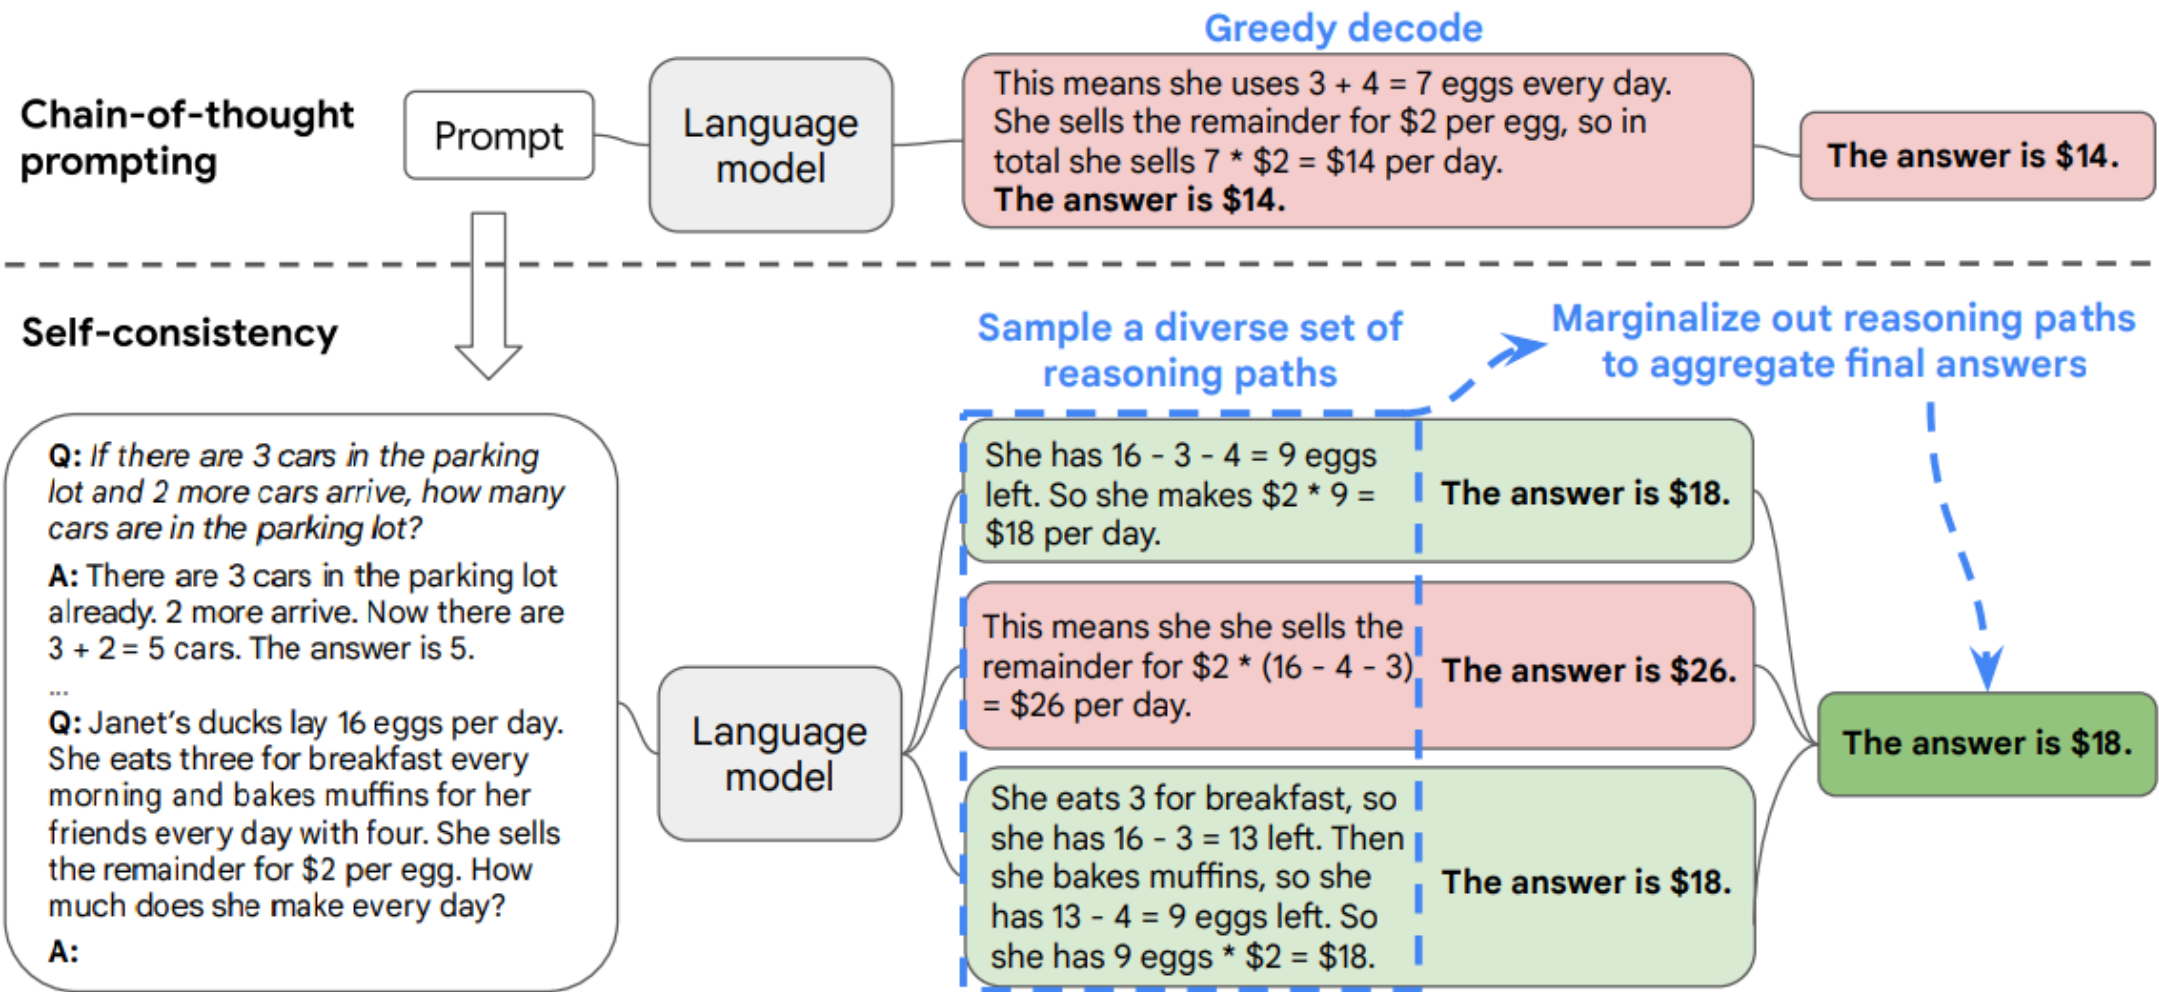 Greedy decode
Chain-of-thought
prompting
Prompt
Language
model
This means she uses 3 + 4 = 7 eggs every day.
She sells the remainder for $2 per egg, so in
total she sells 7 * $2 = $14 per day.
The answer is $14.
The answer is $14.
Self-consistency
Sample a diverse set of
reasoning paths
Marginalize out reasoning paths
to aggregate final answers
Q: If there are 3 cars in the parking
lot and 2 more cars arrive, how many
cars are in the parking lot?
A: There are 3 cars in the parking lot
already. 2 more arrive. Now there are
3 + 2 = 5 cars. The answer is 5.
...
Q: Janet's ducks lay 16 eggs per day.
She eats three for breakfast every
morning and bakes muffins for her
friends every day with four. She sells
the remainder for $2 per egg. How
much does she make every day?
A:
Language
model
She has 16 - 3 - 4 = 9 eggs
left. So she makes $2 * 9 =
$18 per day.
The answer is $18.
This means she she sells the
remainder for $2 * (16 - 4 - 3)
= $26 per day.
The answer is $26.
She eats 3 for breakfast, so
she has 16 - 3 = 13 left. Then
she bakes muffins, so she
has 13 - 4 = 9 eggs left. So
she has 9 eggs * $2 = $18.
The answer is $18.
The answer is $18.